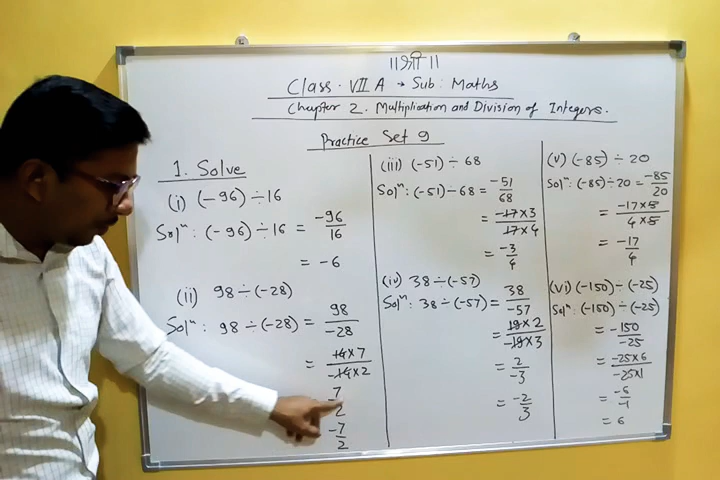 ॥श्री॥
Class. VII A → Sub: Maths
Chapter 2. Multiplication and Division of Integers.
Practice Set 9
1. Solve
(i) (-96) ÷ 16
Solⁿ: (-96) ÷ 16 = -96/16
= -6
(ii) 98 ÷ (-28)
Solⁿ: 98 ÷ (-28) = 98/-28
= 14×7/-14×2
7/-2
-7/2
(iii) (-51) ÷ 68
Solⁿ: (-51) ÷ 68 = -51/68
= -17×3/17×4
= -3/4
(iv) 38 ÷ (-57)
Solⁿ: 38 ÷ (-57) = 38/-57
= 19×2/-19×3
= 2/-3
= -2/3
(v) (-85) ÷ 20
Solⁿ: (-85) ÷ 20 = -85/20
= -17×5/4×5
= -17/4
(vi) (-150) ÷ (-25)
Solⁿ: (-150) ÷ (-25)
= -150/-25
= -25×6/-25×1
= -6/-1
= 6